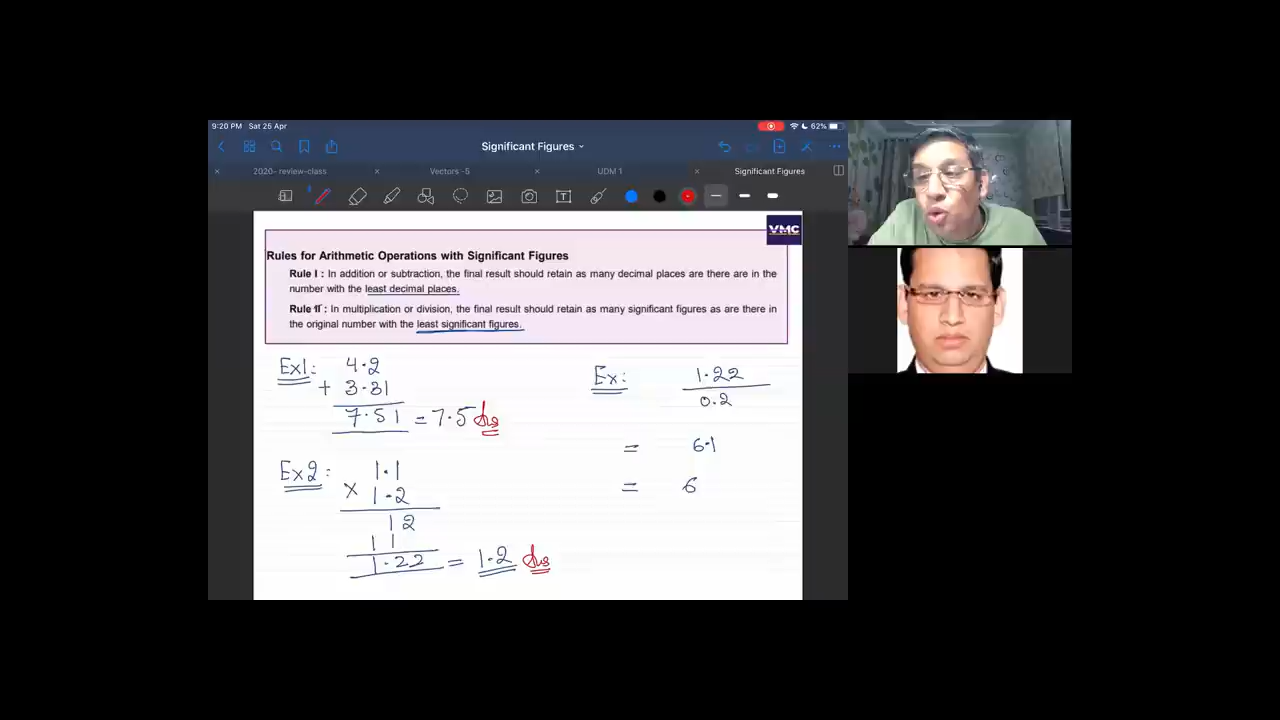 9:20 PM Sat 25 Apr
62%
Significant Figures
2020- review-class
Vectors -5
UDM 1
Significant Figures
VMC
Rules for Arithmetic Operations with Significant Figures
Rule I : In addition or subtraction, the final result should retain as many decimal places are there are in the
number with the least decimal places.
Rule II : In multiplication or division, the final result should retain as many significant figures as are there in
the original number with the least significant figures.
Ex1: 4.2
+ 3.31
7.51 = 7.5 Ans
Ex2: 1.1
x 1.2
12
11
1.22 = 1.2 Ans
Ex: 1.22
0.2
= 6.1
= 6